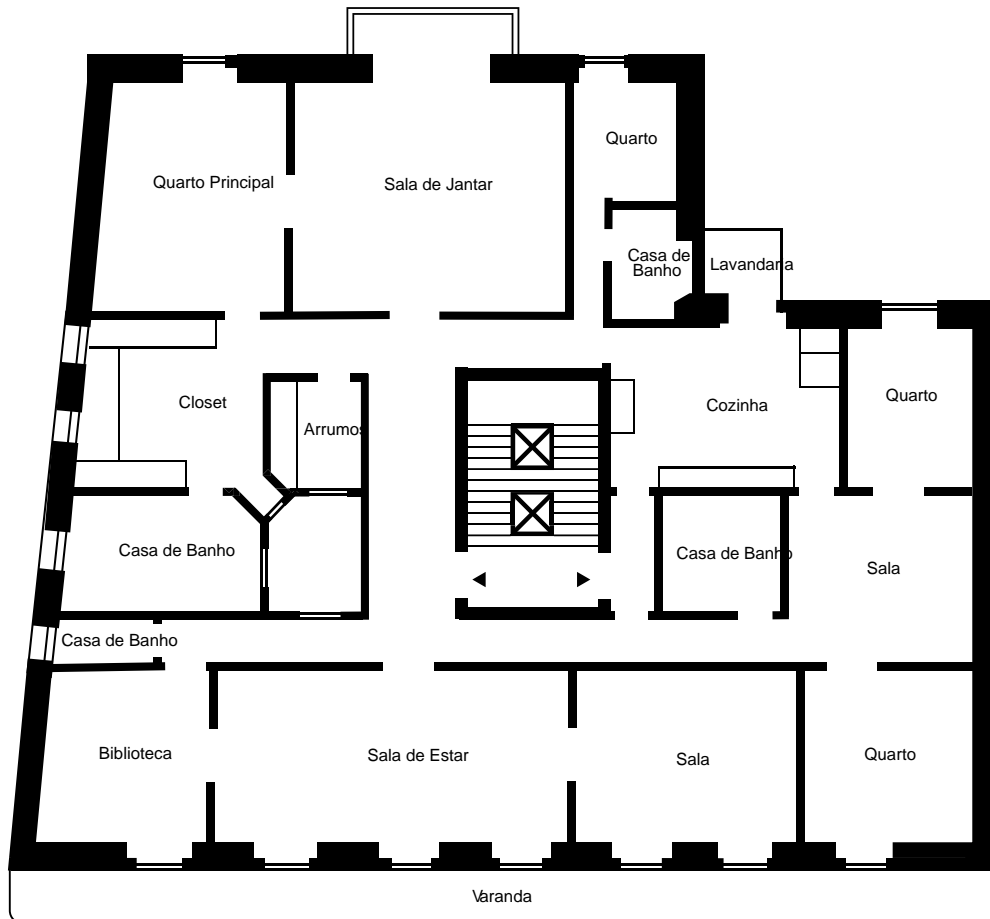 Quarto
Quarto Principal
Sala de Jantar
Casa de
Banho
Lavandaria
Closet
Arrumos
Cozinha
Quarto
Casa de Banho
Casa de Banho
Sala
Casa de Banho
Biblioteca
Sala de Estar
Sala
Quarto
Varanda